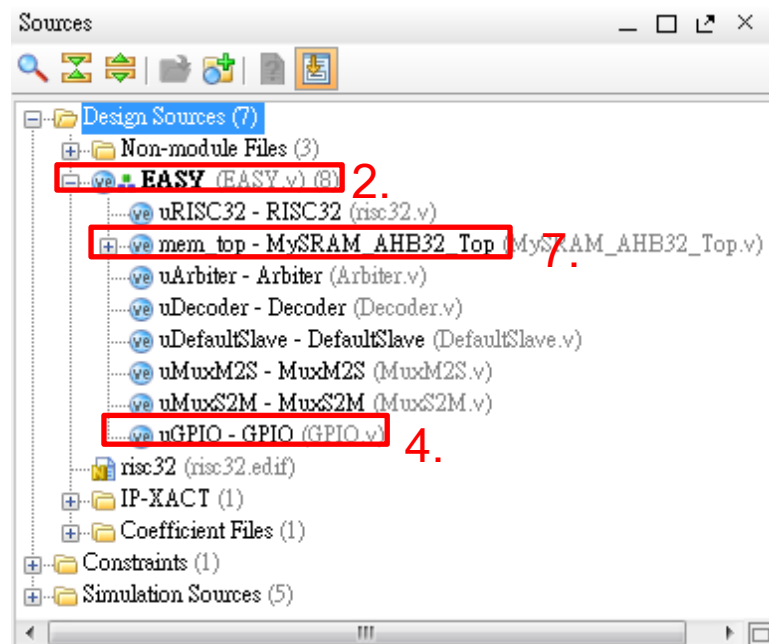 Sources
Design Sources (7)
Non-module Files (3)
EASY (EASY.v) (8) 2.
uRISC32 - RISC32 (risc32.v)
mem_top - MySRAM_AHB32_Top (MySRAM_AHB32_Top.v) 7.
uArbiter - Arbiter (Arbiter.v)
uDecoder - Decoder (Decoder.v)
uDefaultSlave - DefaultSlave (DefaultSlave.v)
uMuxM2S - MuxM2S (MuxM2S.v)
uMuxS2M - MuxS2M (MuxS2M.v)
uGPIO - GPIO (GPIO.v) 4.
risc32 (risc32.edif)
IP-XACT (1)
Coefficient Files (1)
Constraints (1)
Simulation Sources (5)